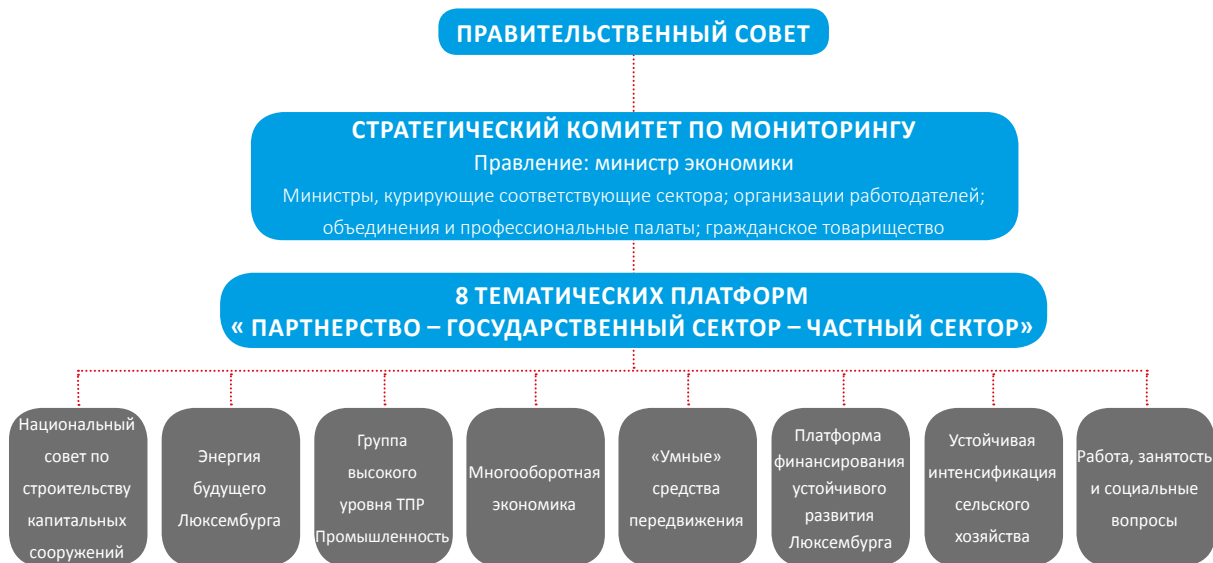 ПРАВИТЕЛЬСТВЕННЫЙ СОВЕТ
СТРАТЕГИЧЕСКИЙ КОМИТЕТ ПО МОНИТОРИНГУ
Правление: министр экономики
Министры, курирующие соответствующие сектора; организации работодателей;
объединения и профессиональные палаты; гражданское товарищество
8 ТЕМАТИЧЕСКИХ ПЛАТФОРМ
« ПАРТНЕРСТВО – ГОСУДАРСТВЕННЫЙ СЕКТОР – ЧАСТНЫЙ СЕКТОР»
Национальный
совет по
строительству
капитальных
сооружений
Энергия
будущего
Люксембурга
Группа
высокого
уровня ТПР
Промышленность
Многооборотная
экономика
«Умные»
средства
передвижения
Платформа
финансирования
устойчивого
развития
Люксембурга
Устойчивая
интенсификация
сельского
хозяйства
Работа, занятость
и социальные
вопросы